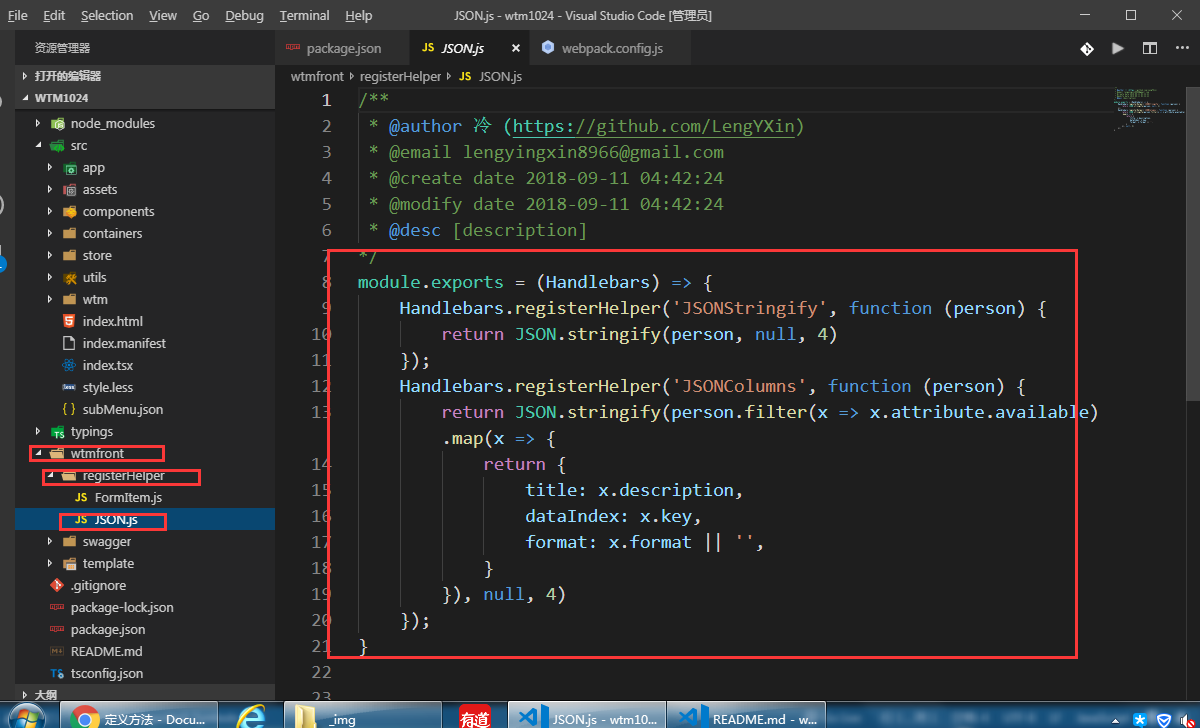 File Edit Selection View Go Debug Terminal Help JSON.js - wtm1024 - Visual Studio Code [管理员]
资源管理器
打开的编辑器
WTM1024
node_modules
src
app
assets
components
containers
store
utils
wtm
index.html
index.manifest
index.tsx
style.less
subMenu.json
typings
wtmfront
registerHelper
FormItem.js
JSON.js
swagger
template
.gitignore
package-lock.json
package.json
README.md
tsconfig.json
大纲
package.json JS JSON.js × webpack.config.js
wtmfront registerHelper JS JSON.js
1 /**
2 * @author 冷 (https://github.com/LengYXin)
3 * @email lengyingxin8966@gmail.com
4 * @create date 2018-09-11 04:42:24
5 * @modify date 2018-09-11 04:42:24
6 * @desc [description]
7 */
8 module.exports = (Handlebars) => {
9 Handlebars.registerHelper('JSONStringify', function (person) {
10 return JSON.stringify(person, null, 4)
11 });
12 Handlebars.registerHelper('JSONColumns', function (person) {
13 return JSON.stringify(person.filter(x => x.attribute.available)
.map(x => {
14 return {
15 title: x.description,
16 dataIndex: x.key,
17 format: x.format || '',
18 }
19 }), null, 4)
20 });
21 }
22
23
定义方法 - Docu... _img 有道 JSON.js - wtm10... README.md - w...